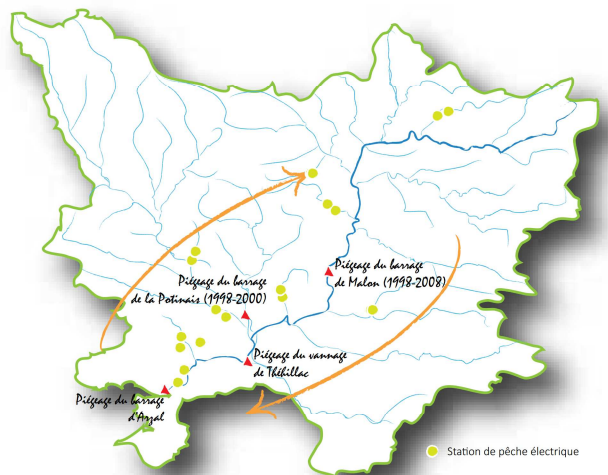 Piégeage du barrage
de la Potinais (1998-2000)
Piégeage du barrage
de Malon (1998-2008)
Piégeage du vannage
de Théhillac
Piégeage du barrage
d'Arzal
Station de pêche électrique